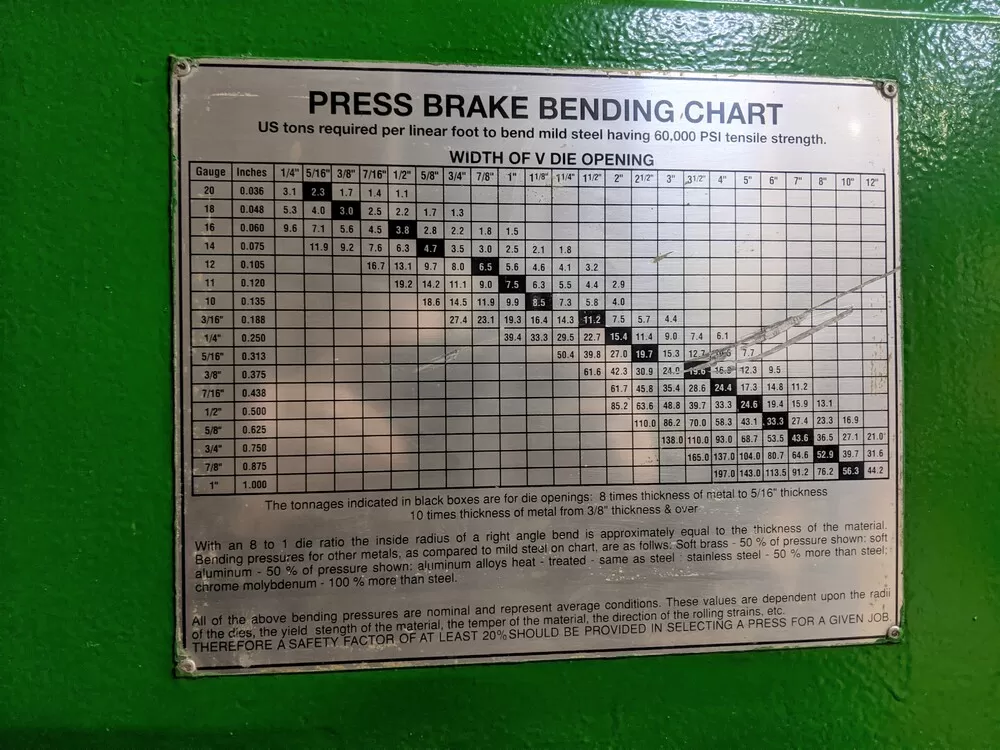 PRESS BRAKE BENDING CHART
US tons required per linear foot to bend mild steel having 60,000 PSI tensile strength.
WIDTH OF V DIE OPENING
Gauge Inches 1/4" 5/16" 3/8" 7/16" 1/2" 5/8" 3/4" 7/8" 1" 1 1/8" 1 1/4" 1 1/2" 2" 2 1/2" 3" 3 1/2" 4" 5" 6" 7" 8" 10" 12"
20 0.036 3.1 2.3 1.7 1.4 1.1
18 0.048 5.3 4.0 3.0 2.5 2.2 1.7 1.3
16 0.060 9.6 7.1 5.6 4.5 3.8 2.8 2.2 1.8 1.5
14 0.075 11.9 9.2 7.6 6.3 4.7 3.5 3.0 2.5 2.1 1.8
12 0.105 16.7 13.1 9.7 8.0 6.5 5.6 4.6 4.1 3.2
11 0.120 19.2 14.2 11.1 9.0 7.5 6.3 5.5 4.4 2.9
10 0.135 18.6 14.5 11.9 9.9 8.5 7.3 5.8 4.0
3/16" 0.188 27.4 23.1 19.3 16.4 14.3 11.2 7.5 5.7 4.4
1/4" 0.250 39.4 33.3 29.5 22.7 15.4 11.4 9.0 7.4 6.1
5/16" 0.313 50.4 39.8 27.0 19.7 15.3 12.7 7.7
3/8" 0.375 61.6 42.3 30.9 24.0 19.6 12.3 9.5
7/16" 0.438 61.7 45.8 35.4 28.6 24.4 17.3 14.8 11.2
1/2" 0.500 85.2 63.6 48.8 39.7 33.3 24.6 19.4 15.9 13.1
5/8" 0.625 110.0 86.2 70.0 58.3 43.1 33.3 27.4 23.3 16.9
3/4" 0.750 138.0 110.0 93.0 68.7 53.5 43.6 36.5 27.1 21.0
7/8" 0.875 165.0 137.0 104.0 80.7 64.6 52.9 39.7 31.6
1" 1.000 197.0 143.0 113.5 91.2 76.2 56.3 44.2
The tonnages indicated in black boxes are for die openings: 8 times thickness of metal to 5/16" thickness
10 times thickness of metal from 3/8" thickness & over
With an 8 to 1 die ratio the inside radius of a right angle bend is approximately equal to the thickness of the material.
Bending pressures for other metals, as compared to mild steel on chart, are as follws: Soft brass - 50 % of pressure shown: soft
aluminum - 50 % of pressure shown: aluminum alloys heat - treated - same as steel : stainless steel - 50 % more than steel:
chrome molybdenum - 100 % more than steel.
All of the above bending pressures are nominal and represent average conditions. These values are dependent upon the radii
of the dies, the yield stength of the material, the temper of the material, the direction of the rolling strains, etc.
THEREFORE A SAFETY FACTOR OF AT LEAST 20% SHOULD BE PROVIDED IN SELECTING A PRESS FOR A GIVEN JOB.